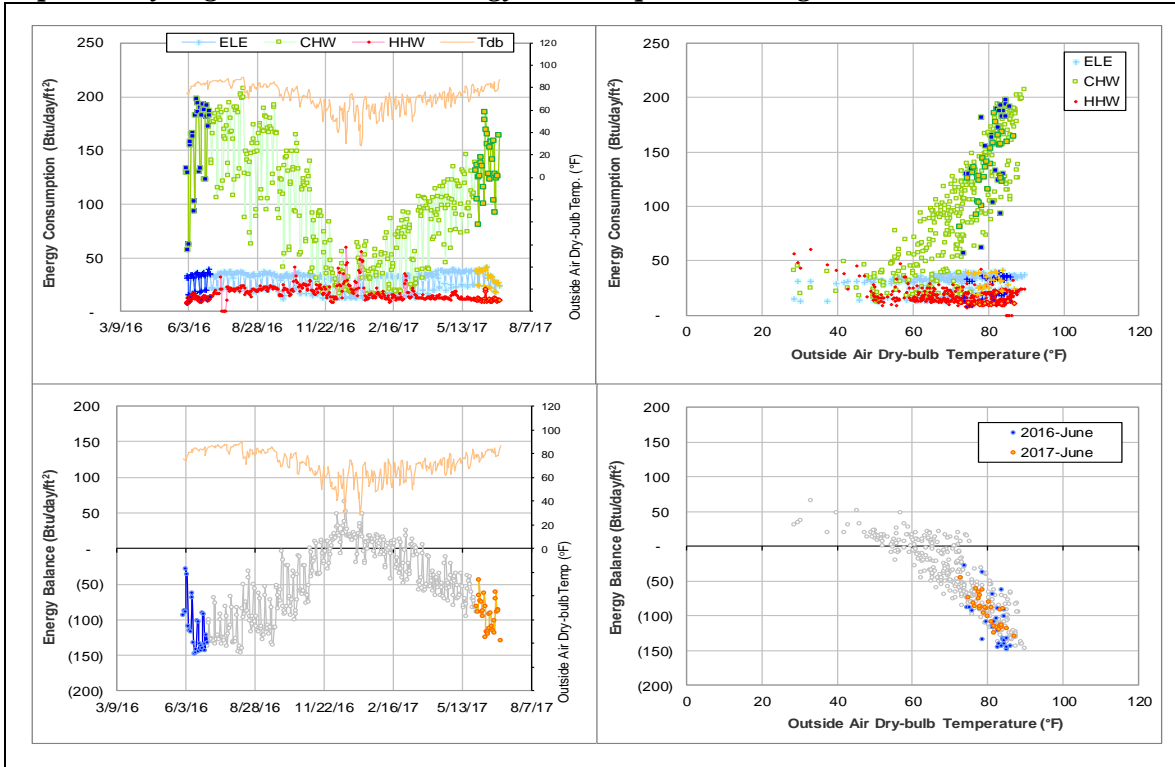 ELE CHW HHW Tdb
250
200
150
100
50
-
Energy Consumption (Btu/day/ft²)
120
100
80
60
40
20
0
Outside Air Dry-bulb Temp. (°F)
3/9/16 6/3/16 8/28/16 11/22/16 2/16/17 5/13/17 8/7/17
250
200
150
100
50
-
Energy Consumption (Btu/day/ft²)
ELE
CHW
HHW
0 20 40 60 80 100 120
Outside Air Dry-bulb Temperature (°F)
200
150
100
50
-
(50)
(100)
(150)
(200)
Energy Balance (Btu/day/ft²)
120
100
80
60
40
20
0
Outside Air Dry-bulb Temp (°F)
3/9/16 6/3/16 8/28/16 11/22/16 2/16/17 5/13/17 8/7/17
200
150
100
50
-
(50)
(100)
(150)
(200)
Energy Balance (Btu/day/ft²)
2016-June
2017-June
0 20 40 60 80 100 120
Outside Air Dry-bulb Temperature (°F)